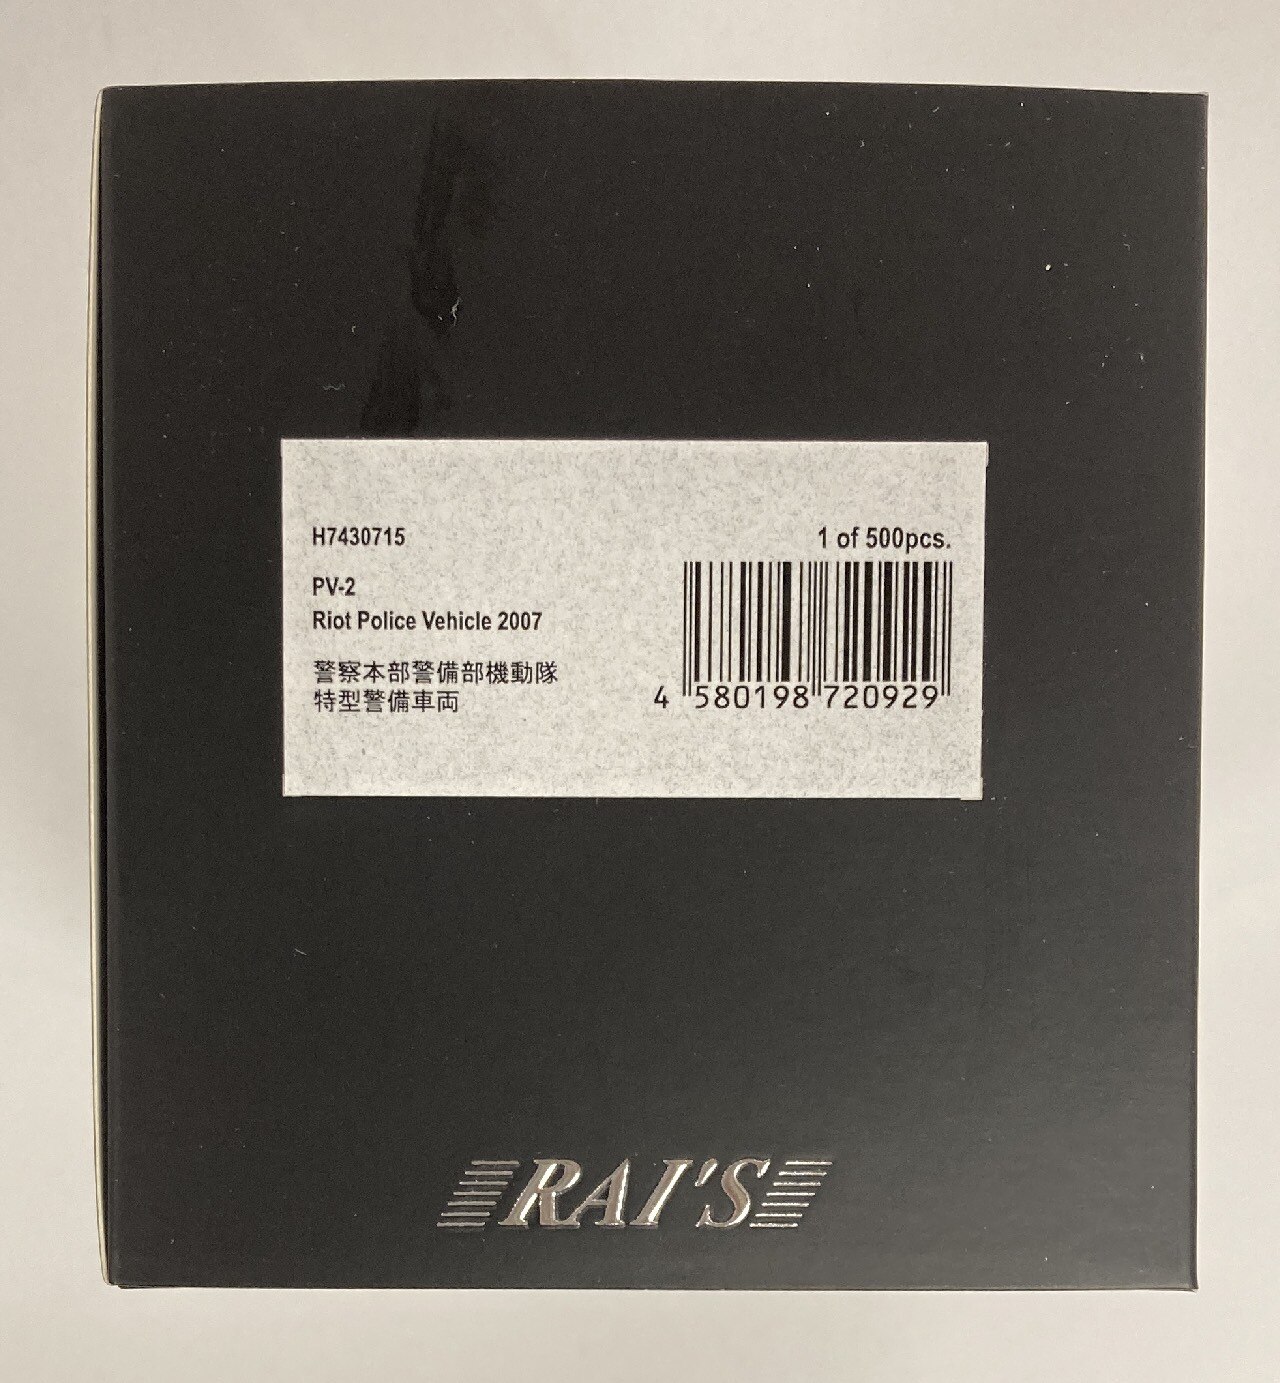 H7430715
1 of 500pcs.
PV-2
Riot Police Vehicle 2007
警察本部警備部機動隊
特型警備車両
4 580198 720929
RAI'S